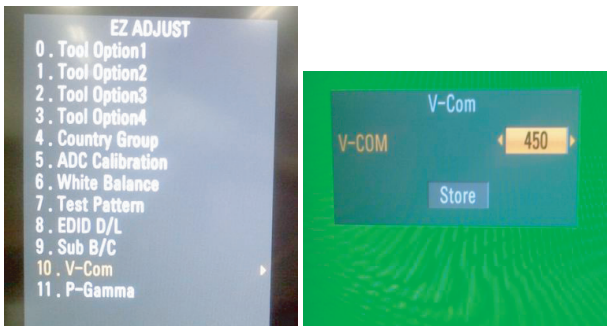 EZ ADJUST
0 . Tool Option1
1 . Tool Option2
2 . Tool Option3
3 . Tool Option4
4 . Country Group
5 . ADC Calibration
6 . White Balance
7 . Test Pattern
8 . EDID D/L
9 . Sub B/C
10 . V-Com
11 . P-Gamma
V-Com
V-COM 450
Store